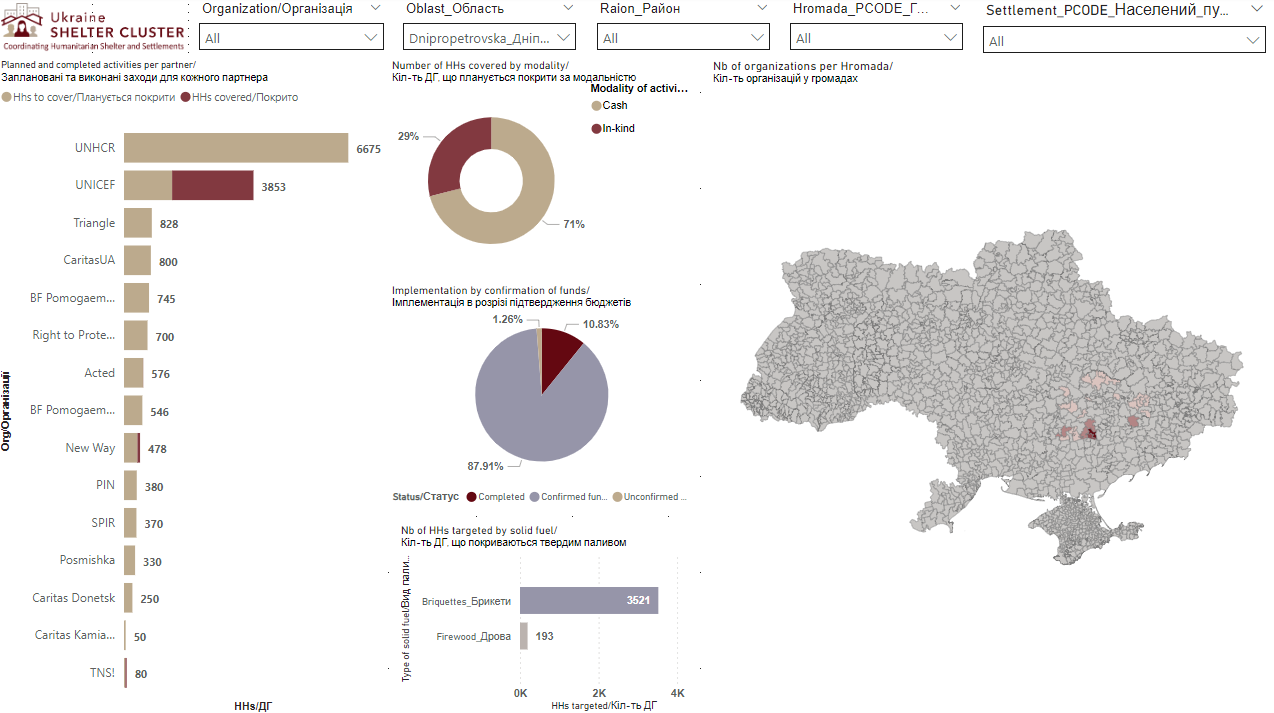 Ukraine
SHELTER CLUSTER
Coordinating Humanitarian Shelter and Settlements
Organization/Організація
All
Oblast_Область
Dnipropetrovska_Дніп...
Raion_Район
All
Hromada_PCODE_Г...
All
Settlement_PCODE_Населений_пу...
All
Planned and completed activities per partner/
Заплановані та виконані заходи для кожного партнера
Hhs to cover/Планується покрити
HHs covered/Покрито
Org/Організації
UNHCR 6675
UNICEF 3853
Triangle 828
CaritasUA 800
BF Pomogaem... 745
Right to Prote... 700
Acted 576
BF Pomogaem... 546
New Way 478
PIN 380
SPIR 370
Posmishka 330
Caritas Donetsk 250
Caritas Kamia... 50
TNS! 80
HHs/ДГ
Number of HHs covered by modality/
Кіл-ть ДГ, що планується покрити за модальністю
Modality of activi...
Cash
In-kind
29%
71%
Implementation by confirmation of funds/
Імплементація в розрізі підтвердження бюджетів
1.26%
10.83%
87.91%
Status/Статус
Completed
Confirmed fun...
Unconfirmed ...
Nb of HHs targeted by solid fuel/
Кіл-ть ДГ, що покриваються твердим паливом
Type of solid fuel/Вид пали...
Briquettes_Брикети 3521
Firewood_Дрова 193
0K 2K 4K
HHs targeted/Кіл-ть ДГ
Nb of organizations per Hromada/
Кіл-ть організацій у громадах